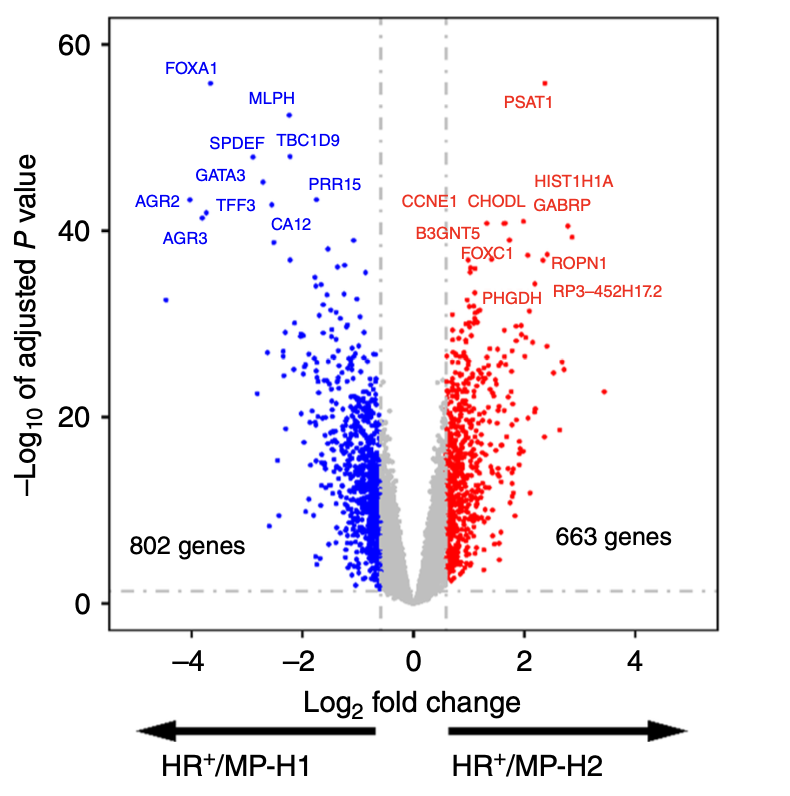 60
FOXA1
MLPH
PSAT1
SPDEF
TBC1D9
GATA3
PRR15
HIST1H1A
AGR2
TFF3
CCNE1
CHODL
GABRP
CA12
AGR3
B3GNT5
40
FOXC1
ROPN1
PHGDH
RP3–452H17.2
–Log10 of adjusted P value
20
802 genes
663 genes
0
–4
–2
0
2
4
Log2 fold change
HR+/MP-H1
HR+/MP-H2